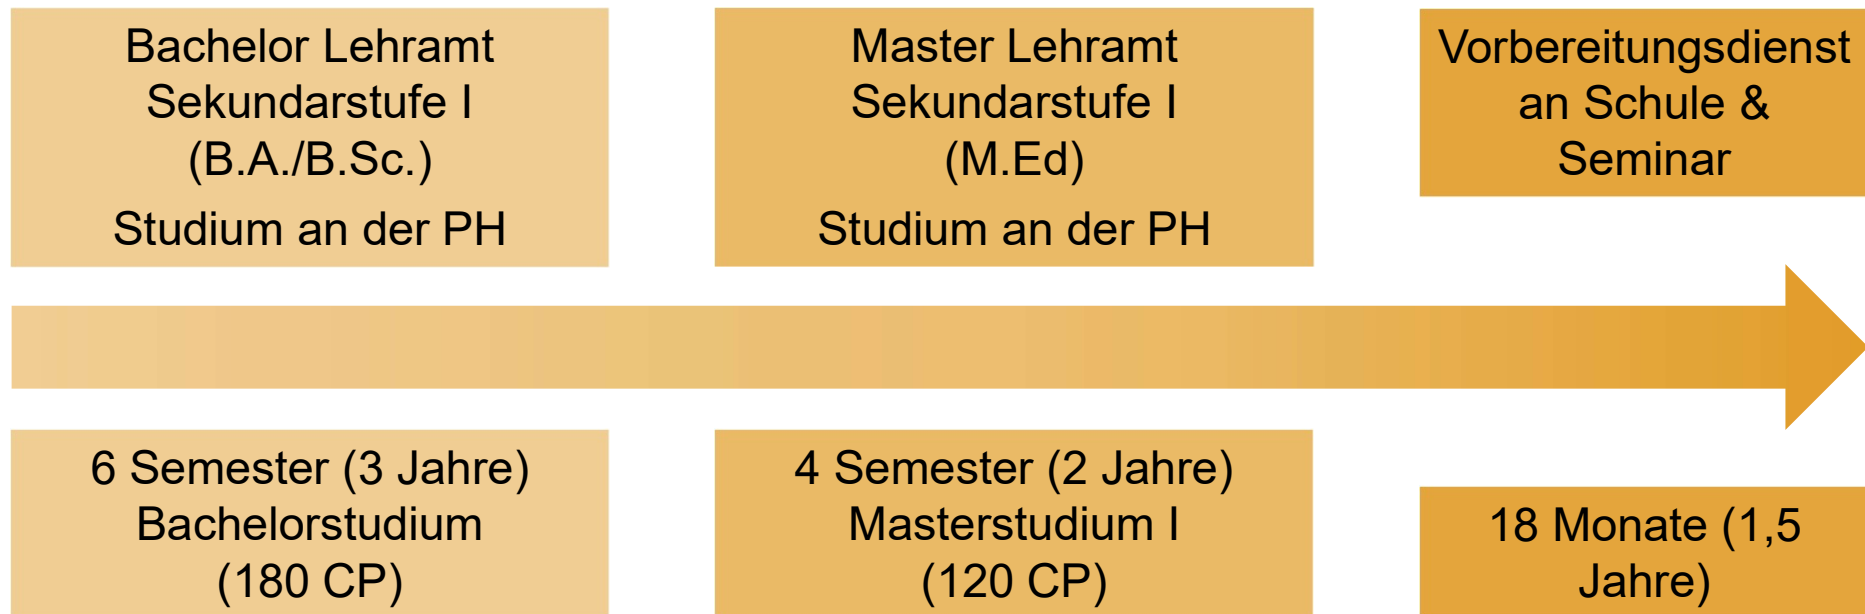 Bachelor Lehramt
Sekundarstufe I
(B.A./B.Sc.)
Studium an der PH
Master Lehramt
Sekundarstufe I
(M.Ed)
Studium an der PH
Vorbereitungsdienst
an Schule &
Seminar
6 Semester (3 Jahre)
Bachelorstudium
(180 CP)
4 Semester (2 Jahre)
Masterstudium I
(120 CP)
18 Monate (1,5
Jahre)